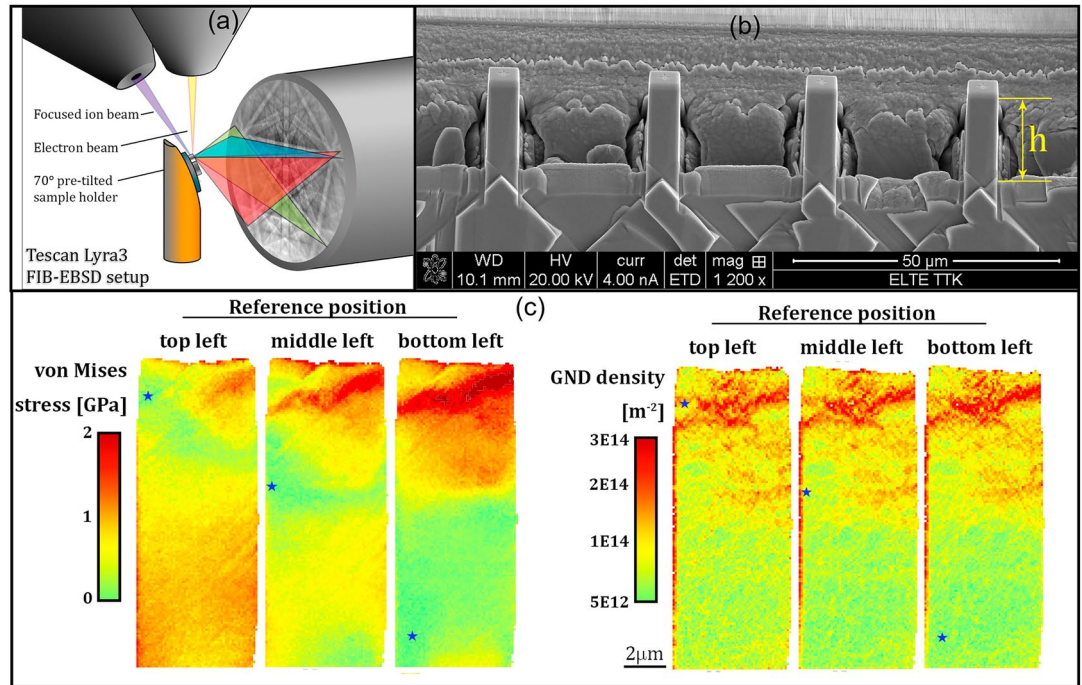 (a)
Focused ion beam
Electron beam
70° pre-tilted
sample holder
Tescan Lyra3
FIB-EBSD setup
(b)
h
WD HV curr det mag
10.1 mm 20.00 kV 4.00 nA ETD 1 200 x
50 µm
ELTE TTK
(c)
Reference position
top left middle left bottom left
von Mises
stress [GPa]
2
1
0
Reference position
top left middle left bottom left
GND density
[m-2]
3E14
2E14
1E14
5E12
2µm